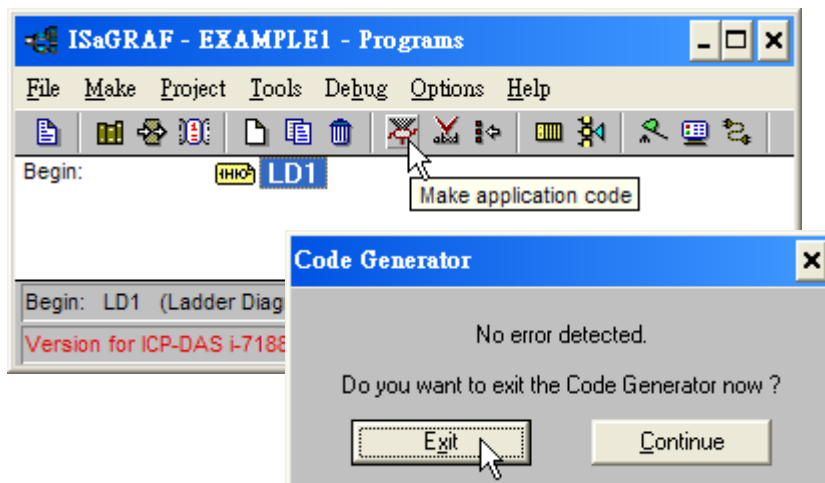 ISaGRAF - EXAMPLE1 - Programs
File Make Project Tools Debug Options Help
Begin: LD1
Make application code
Code Generator
Begin: LD1 (Ladder Diag
Version for ICP-DAS i-7188
No error detected.
Do you want to exit the Code Generator now ?
Exit Continue